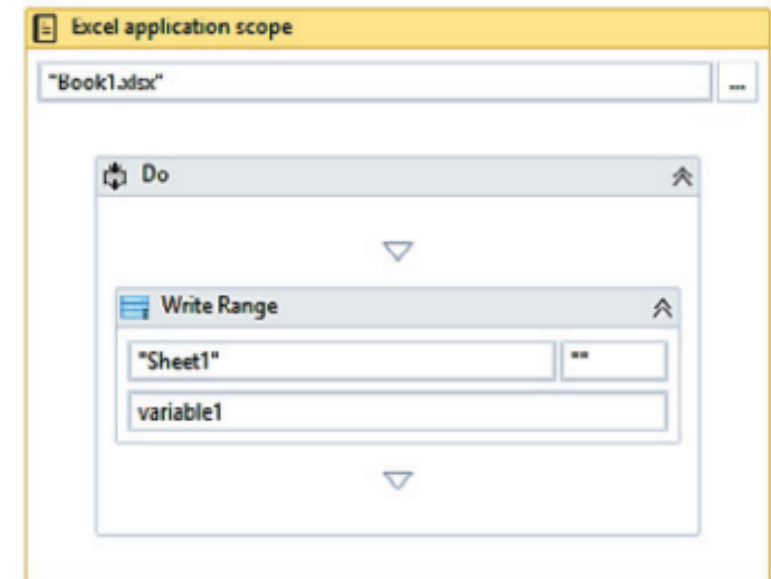 Excel application scope
"Book1.xlsx" ...
Do
Write Range
"Sheet1" ""
variable1